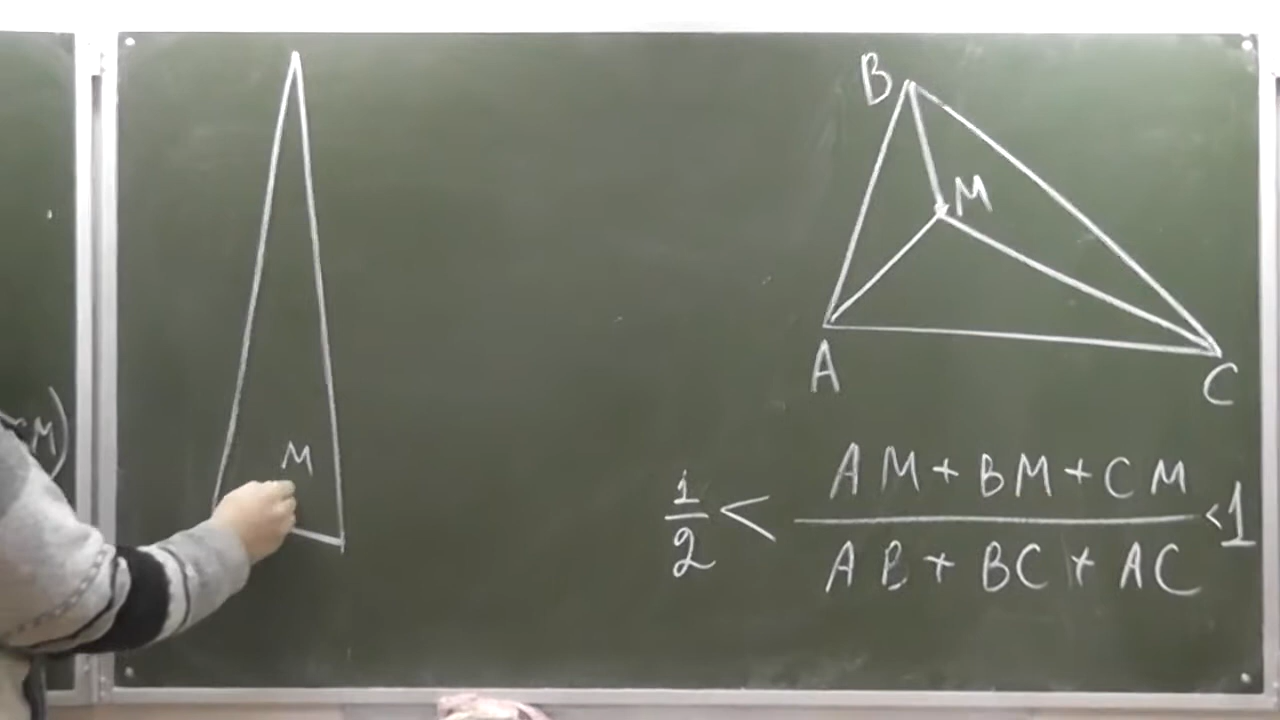 M)
M
B
M
A
C
1/2 < (AM + BM + CM)/(AB + BC + AC) < 1